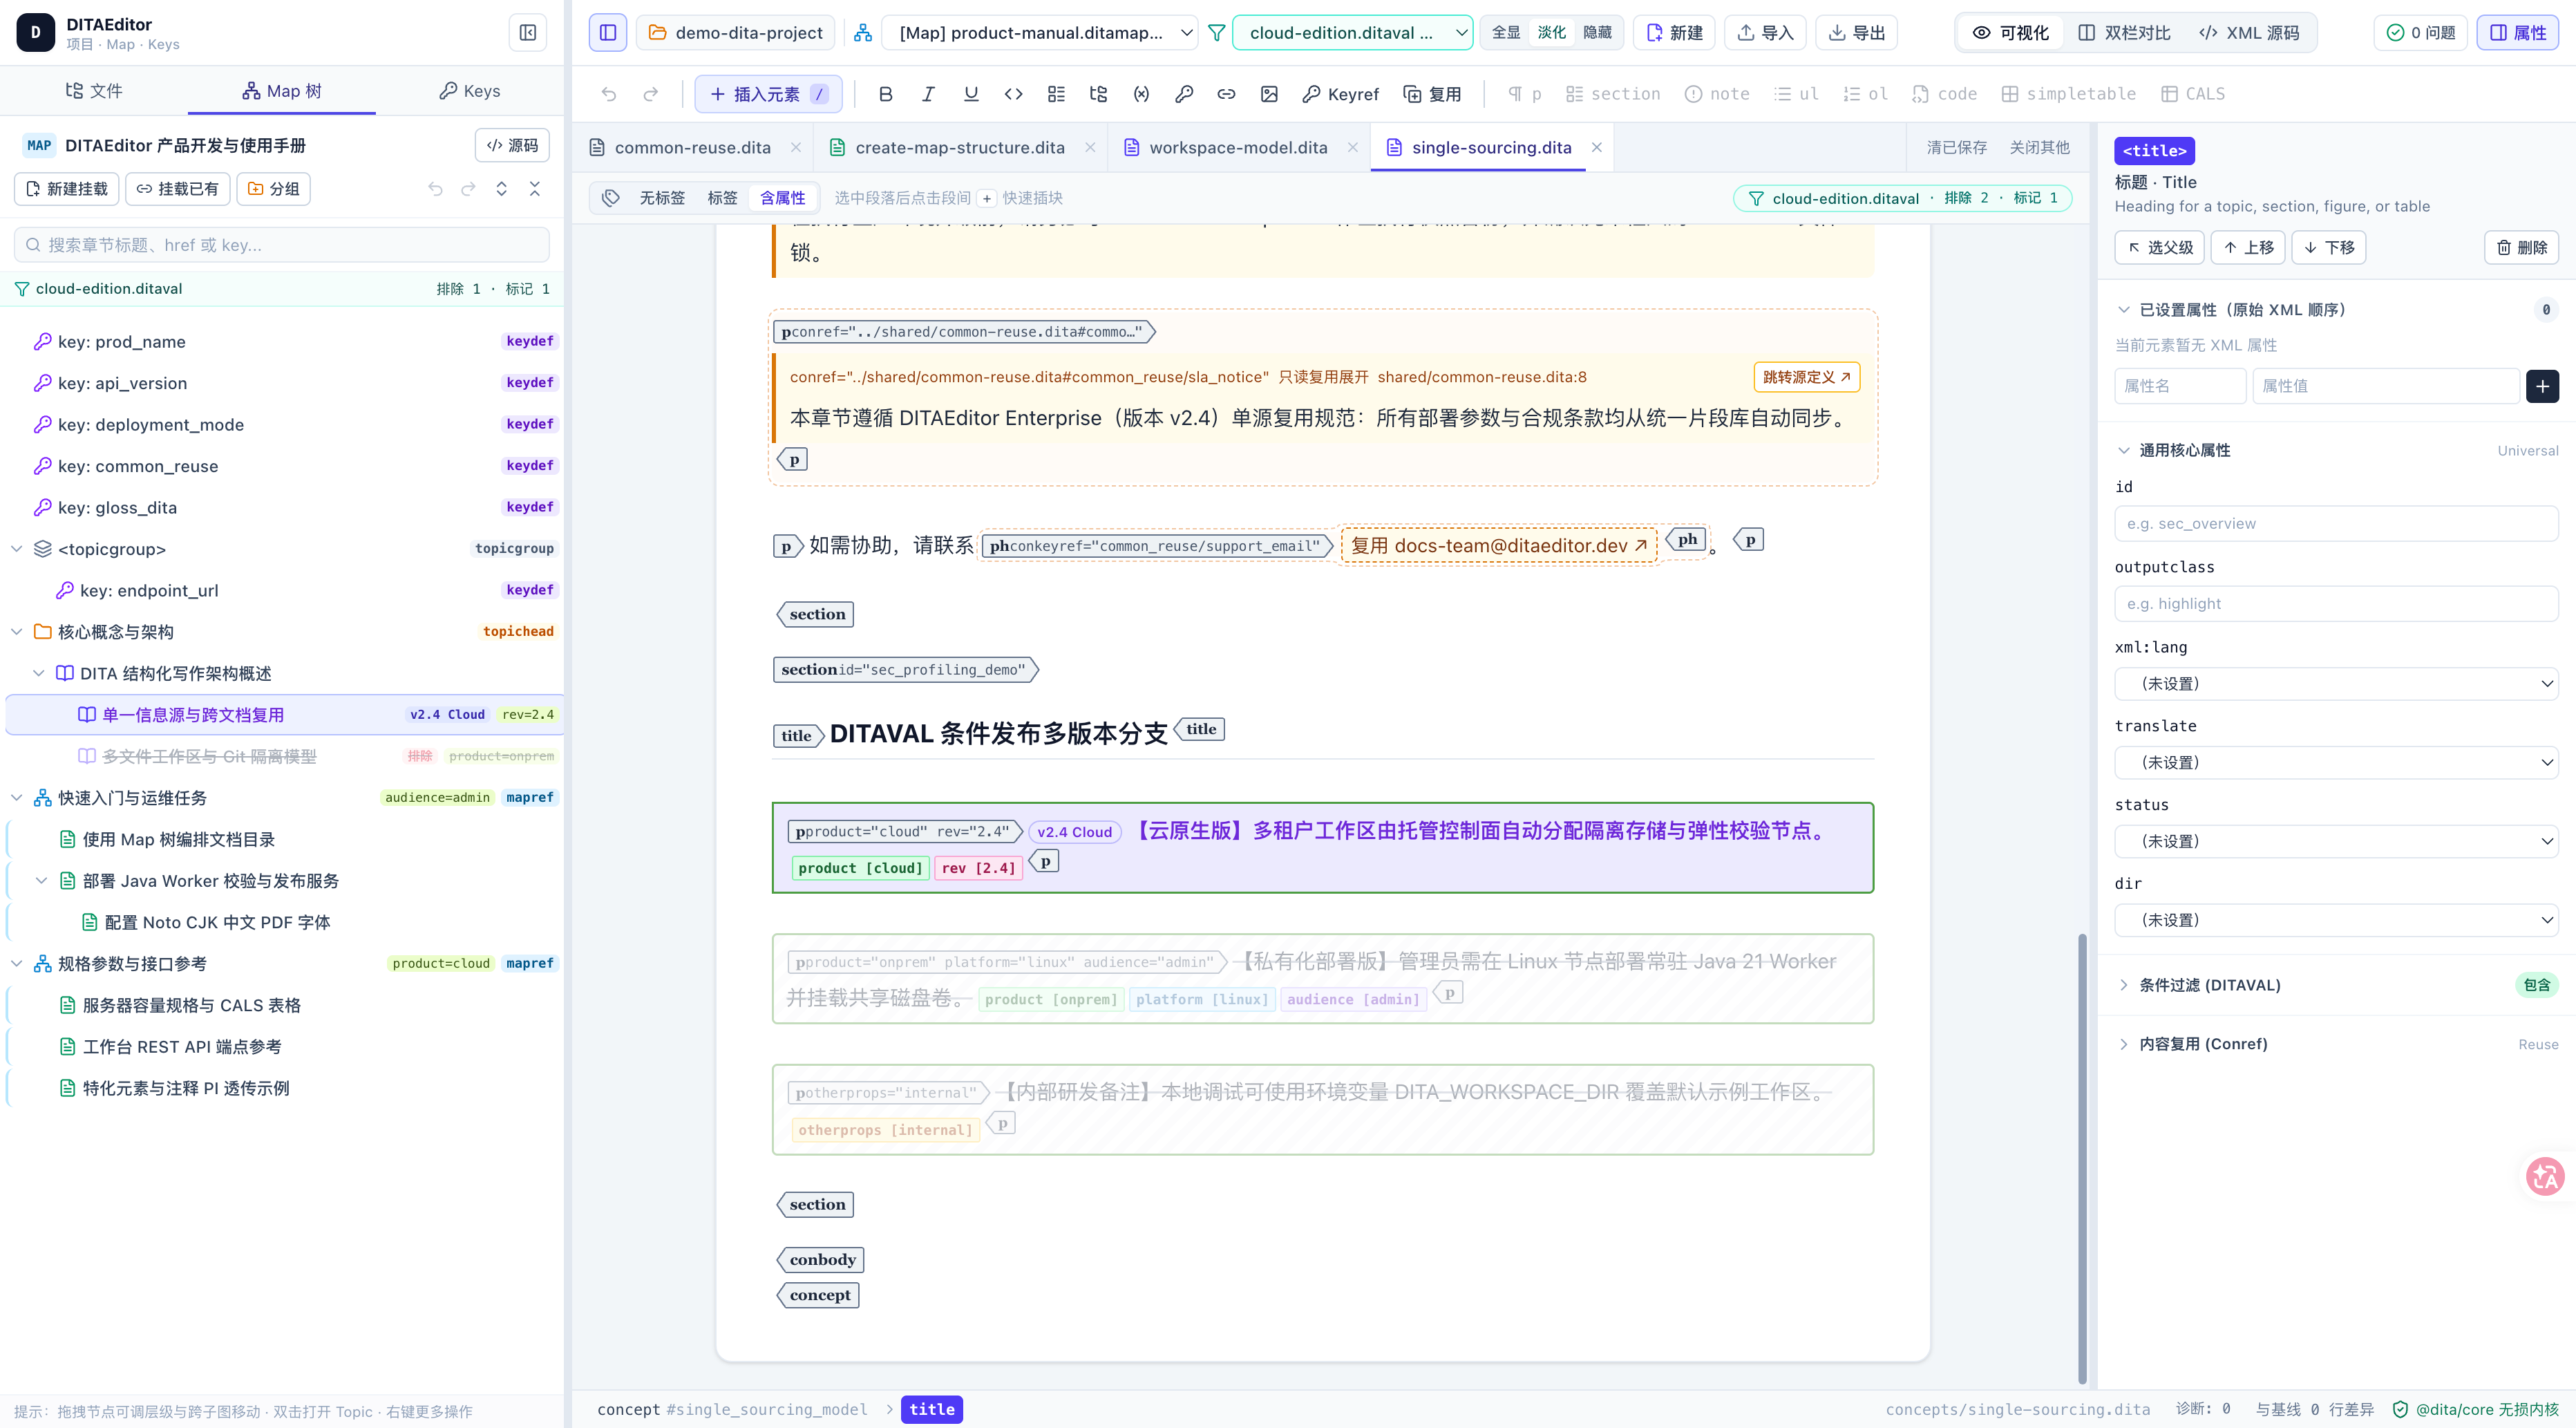 D DITAEditor
项目 · Map · Keys
文件 Map 树 Keys
MAP DITAEditor 产品开发与使用手册 源码
新建挂载 挂载已有 分组
搜索章节标题、href 或 key...
cloud-edition.ditaval 排除 1 · 标记 1
key: prod_name keydef
key: api_version keydef
key: deployment_mode keydef
key: common_reuse keydef
key: gloss_dita keydef
<topicgroup> topicgroup
key: endpoint_url keydef
核心概念与架构 topichead
DITA 结构化写作架构概述
单一信息源与跨文档复用 v2.4 Cloud rev=2.4
多文件工作区与 Git 隔离模型 排除 product=onprem
快速入门与运维任务 audience=admin mapref
使用 Map 树编排文档目录
部署 Java Worker 校验与发布服务
配置 Noto CJK 中文 PDF 字体
规格参数与接口参考 product=cloud mapref
服务器容量规格与 CALS 表格
工作台 REST API 端点参考
特化元素与注释 PI 透传示例
提示：拖拽节点可调层级与跨子图移动 · 双击打开 Topic · 右键更多操作
demo-dita-project [Map] product-manual.ditamap... cloud-edition.ditaval ... 全显 淡化 隐藏 新建 导入 导出 可视化 双栏对比 XML 源码 0 问题 属性
插入元素 / B I U Keyref 复用 p section note ul ol code simpletable CALS
common-reuse.dita create-map-structure.dita workspace-model.dita single-sourcing.dita 清已保存 关闭其他
无标签 标签 含属性 选中段落后点击段间 + 快速插块 cloud-edition.ditaval · 排除 2 · 标记 1
锁。
pconref="../shared/common-reuse.dita#commo…"
conref="../shared/common-reuse.dita#common_reuse/sla_notice" 只读复用展开 shared/common-reuse.dita:8 跳转源定义 ↗
本章节遵循 DITAEditor Enterprise（版本 v2.4）单源复用规范：所有部署参数与合规条款均从统一片段库自动同步。
p
p 如需协助，请联系 phconkeyref="common_reuse/support_email" 复用 docs-team@ditaeditor.dev ↗ ph 。 p
section
sectionid="sec_profiling_demo"
title DITAVAL 条件发布多版本分支 title
pproduct="cloud" rev="2.4" v2.4 Cloud 【云原生版】多租户工作区由托管控制面自动分配隔离存储与弹性校验节点。
product [cloud] rev [2.4] p
pproduct="onprem" platform="linux" audience="admin" 【私有化部署版】管理员需在 Linux 节点部署常驻 Java 21 Worker
并挂载共享磁盘卷。 product [onprem] platform [linux] audience [admin] p
potherprops="internal" 【内部研发备注】本地调试可使用环境变量 DITA_WORKSPACE_DIR 覆盖默认示例工作区。
otherprops [internal] p
section
conbody
concept
concept #single_sourcing_model > title concepts/single-sourcing.dita 诊断: 0 与基线 0 行差异 @dita/core 无损内核
<title>
标题 · Title
Heading for a topic, section, figure, or table
选父级 上移 下移 删除
已设置属性（原始 XML 顺序） 0
当前元素暂无 XML 属性
属性名 属性值 +
通用核心属性 Universal
id
e.g. sec_overview
outputclass
e.g. highlight
xml:lang
(未设置)
translate
(未设置)
status
(未设置)
dir
(未设置)
条件过滤 (DITAVAL) 包含
内容复用 (Conref) Reuse